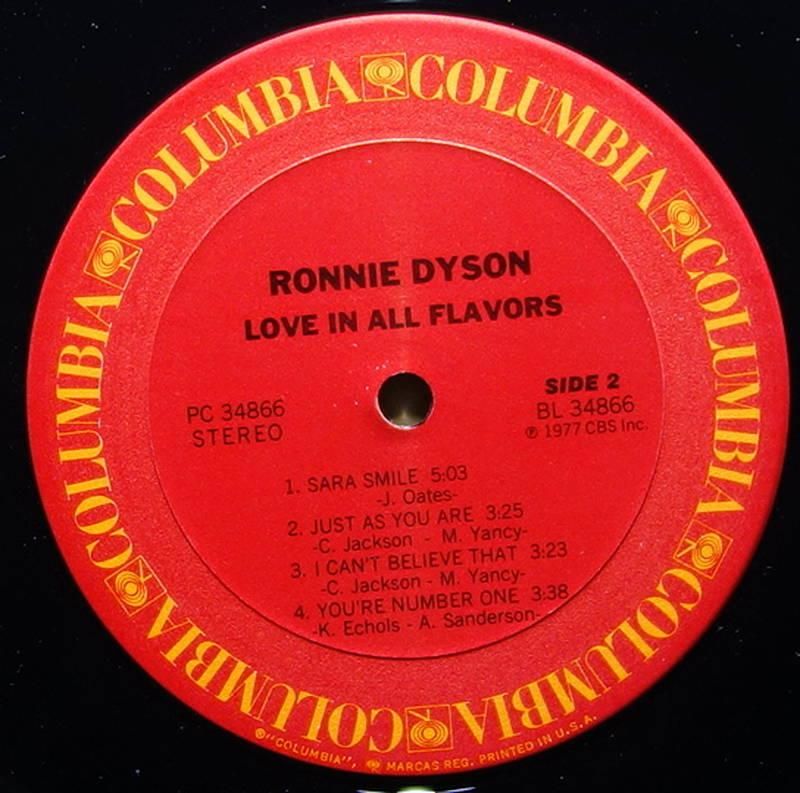 COLUMBIA COLUMBIA COLUMBIA COLUMBIA COLUMBIA COLUMBIA COLUMBIA
RONNIE DYSON
LOVE IN ALL FLAVORS
PC 34866
STEREO
SIDE 2
BL 34866
℗ 1977 CBS Inc.
1. SARA SMILE 5:03
-J. Oates-
2. JUST AS YOU ARE 3:25
-C. Jackson - M. Yancy-
3. I CAN'T BELIEVE THAT 3:23
-C. Jackson - M. Yancy-
4. YOU'RE NUMBER ONE 3:38
-K. Echols - A. Sanderson-
®"COLUMBIA", MARCAS REG. PRINTED IN U.S.A.